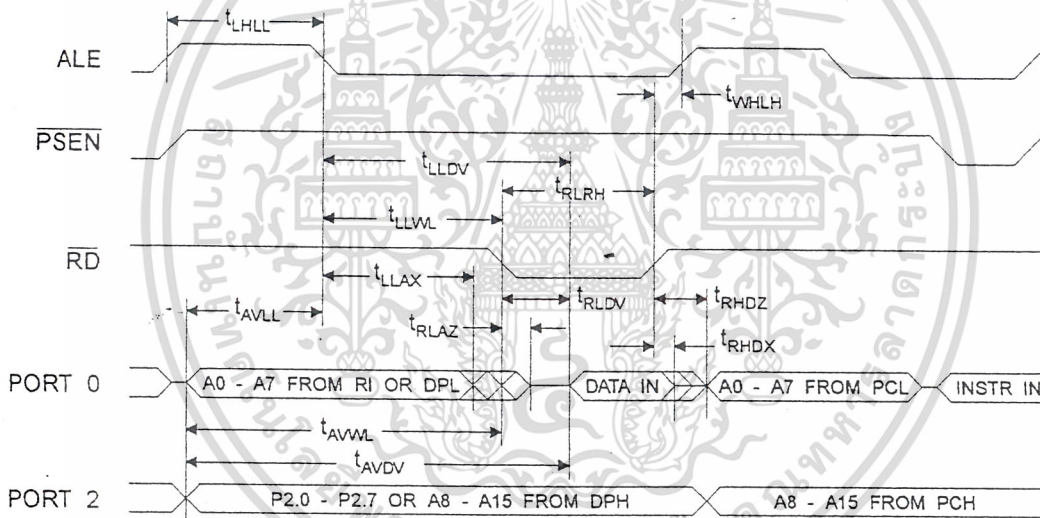 tLHLL
ALE
tWHLH
PSEN
tLLDV
tRLRH
tLLWL
RD
tLLAX
tRLDV
tRHDZ
tAVLL
tRLAZ
tRHDX
PORT 0
A0 - A7 FROM RI OR DPL
DATA IN
A0 - A7 FROM PCL
INSTR IN
tAVWL
tAVDV
PORT 2
P2.0 - P2.7 OR A8 - A15 FROM DPH
A8 - A15 FROM PCH